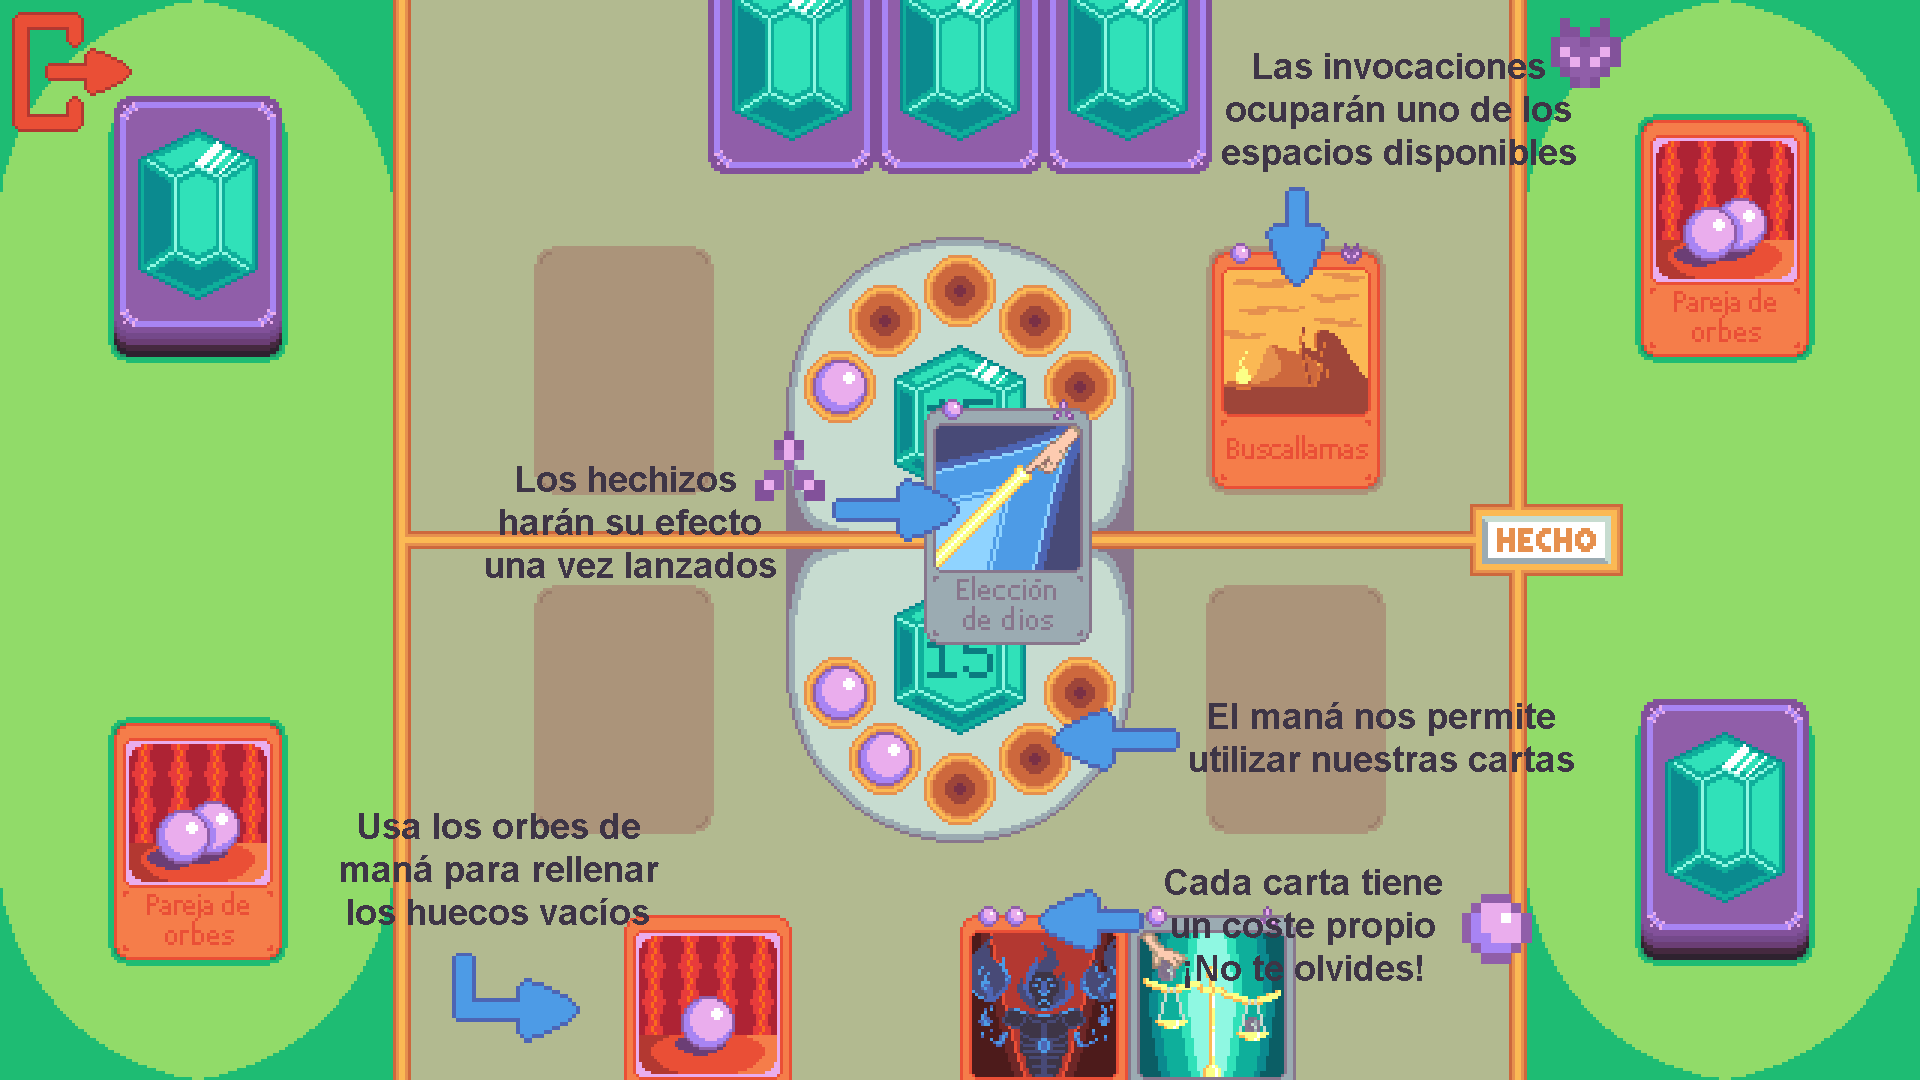 Las invocaciones
ocuparán uno de los
espacios disponibles
Pareja de
orbes
Buscallamas
Los hechizos
harán su efecto
una vez lanzados
HECHO
Elección
de dios
15
El maná nos permite
utilizar nuestras cartas
Usa los orbes de
maná para rellenar
los huecos vacíos
Pareja de
orbes
Cada carta tiene
un coste propio
¡No te olvides!